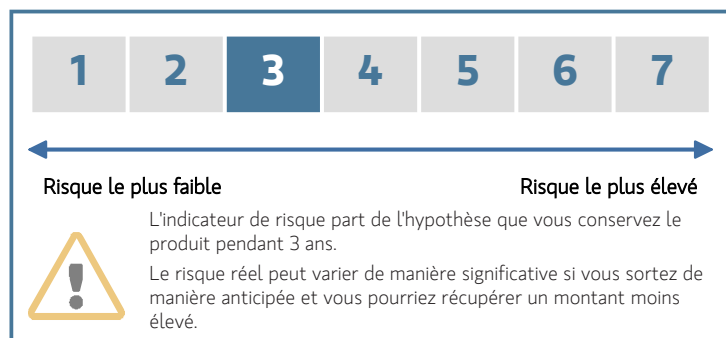 1 2 3 4 5 6 7
Risque le plus faible Risque le plus élevé
L'indicateur de risque part de l'hypothèse que vous conservez le
produit pendant 3 ans.
Le risque réel peut varier de manière significative si vous sortez de
manière anticipée et vous pourriez récupérer un montant moins
élevé.